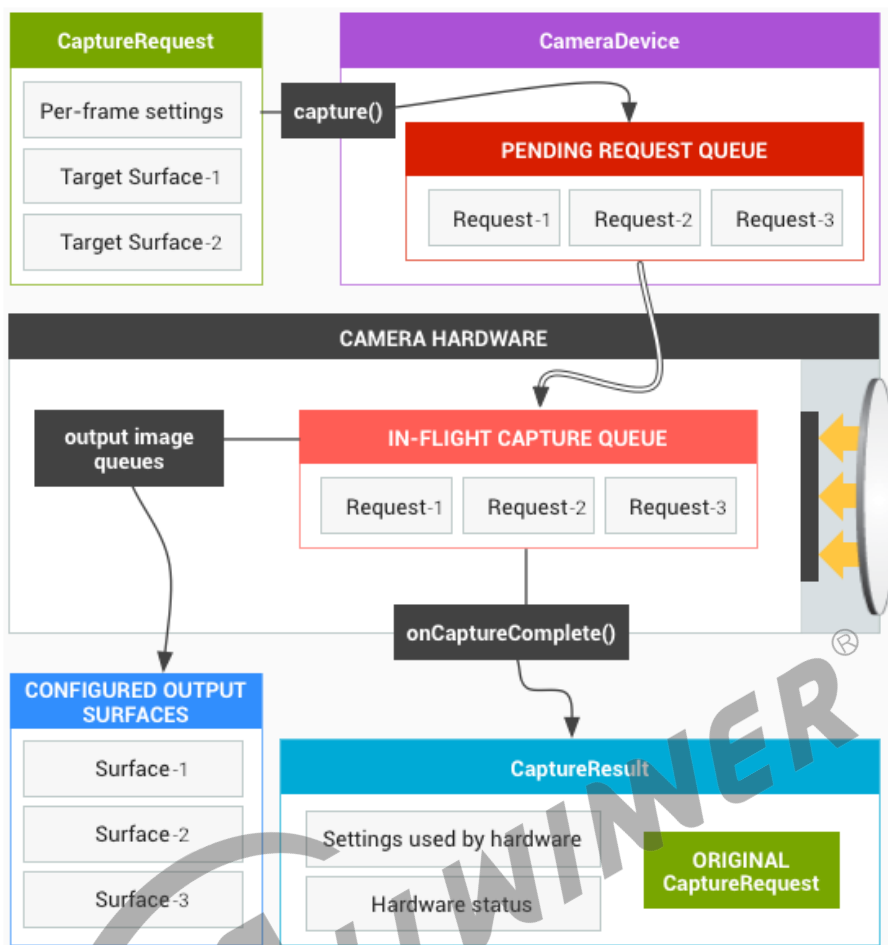 CaptureRequest
Per-frame settings
Target Surface-1
Target Surface-2
capture()
CameraDevice
PENDING REQUEST QUEUE
Request-1
Request-2
Request-3
CAMERA HARDWARE
output image
queues
IN-FLIGHT CAPTURE QUEUE
Request-1
Request-2
Request-3
onCaptureComplete()
CONFIGURED OUTPUT
SURFACES
Surface-1
Surface-2
Surface-3
CaptureResult
Settings used by hardware
Hardware status
ORIGINAL
CaptureRequest
®